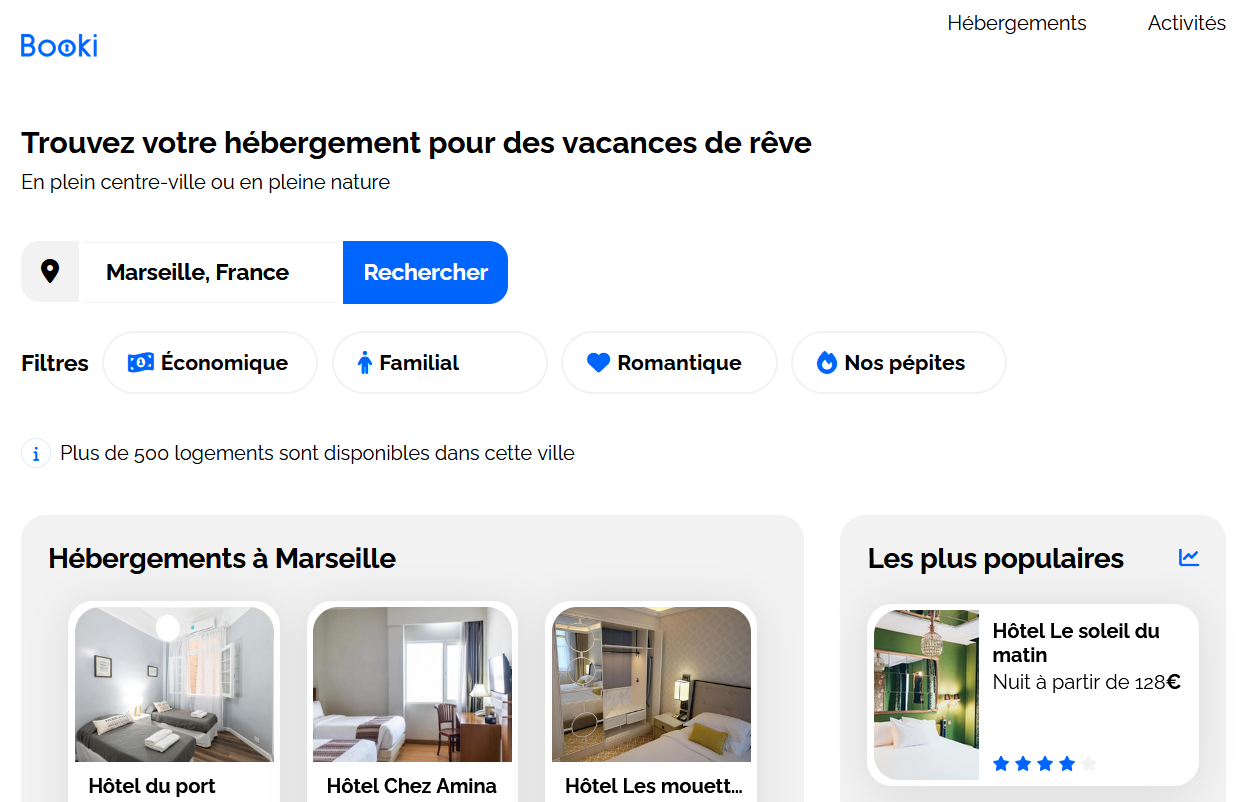 Booki
Hébergements
Activités
Trouvez votre hébergement pour des vacances de rêve
En plein centre-ville ou en pleine nature
Marseille, France
Rechercher
Filtres
Économique
Familial
Romantique
Nos pépites
Plus de 500 logements sont disponibles dans cette ville
Hébergements à Marseille
Hôtel du port
Hôtel Chez Amina
Hôtel Les mouett...
Les plus populaires
Hôtel Le soleil du
matin
Nuit à partir de 128€